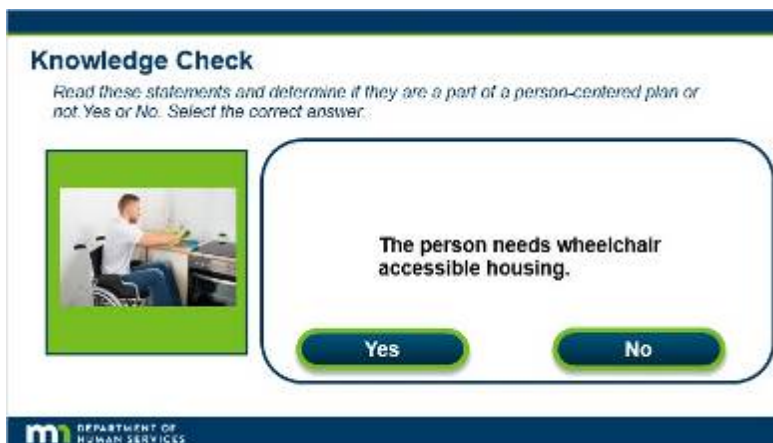 Knowledge Check
Read these statements and determine if they are a part of a person-centered plan or
not.Yes or No. Select the correct answer.
The person needs wheelchair
accessible housing.
Yes
No
mn DEPARTMENT OF
HUMAN SERVICES